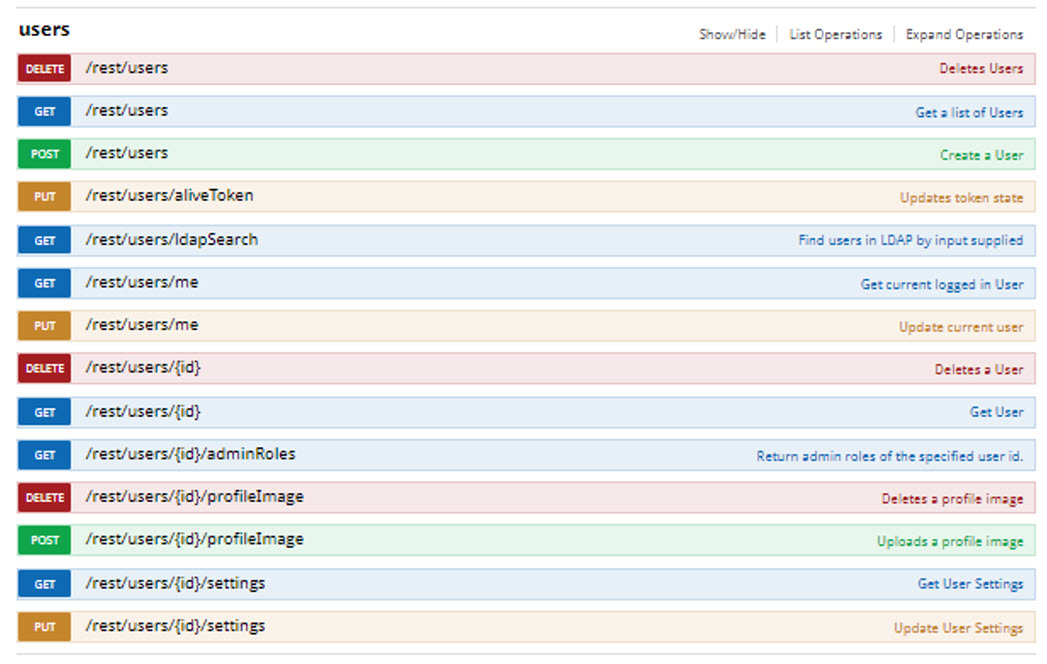 users Show/Hide List Operations Expand Operations
DELETE /rest/users Deletes Users
GET /rest/users Get a list of Users
POST /rest/users Create a User
PUT /rest/users/aliveToken Updates token state
GET /rest/users/ldapSearch Find users in LDAP by input supplied
GET /rest/users/me Get current logged in User
PUT /rest/users/me Update current user
DELETE /rest/users/{id} Deletes a User
GET /rest/users/{id} Get User
GET /rest/users/{id}/adminRoles Return admin roles of the specified user id.
DELETE /rest/users/{id}/profileImage Deletes a profile image
POST /rest/users/{id}/profileImage Uploads a profile image
GET /rest/users/{id}/settings Get User Settings
PUT /rest/users/{id}/settings Update User Settings